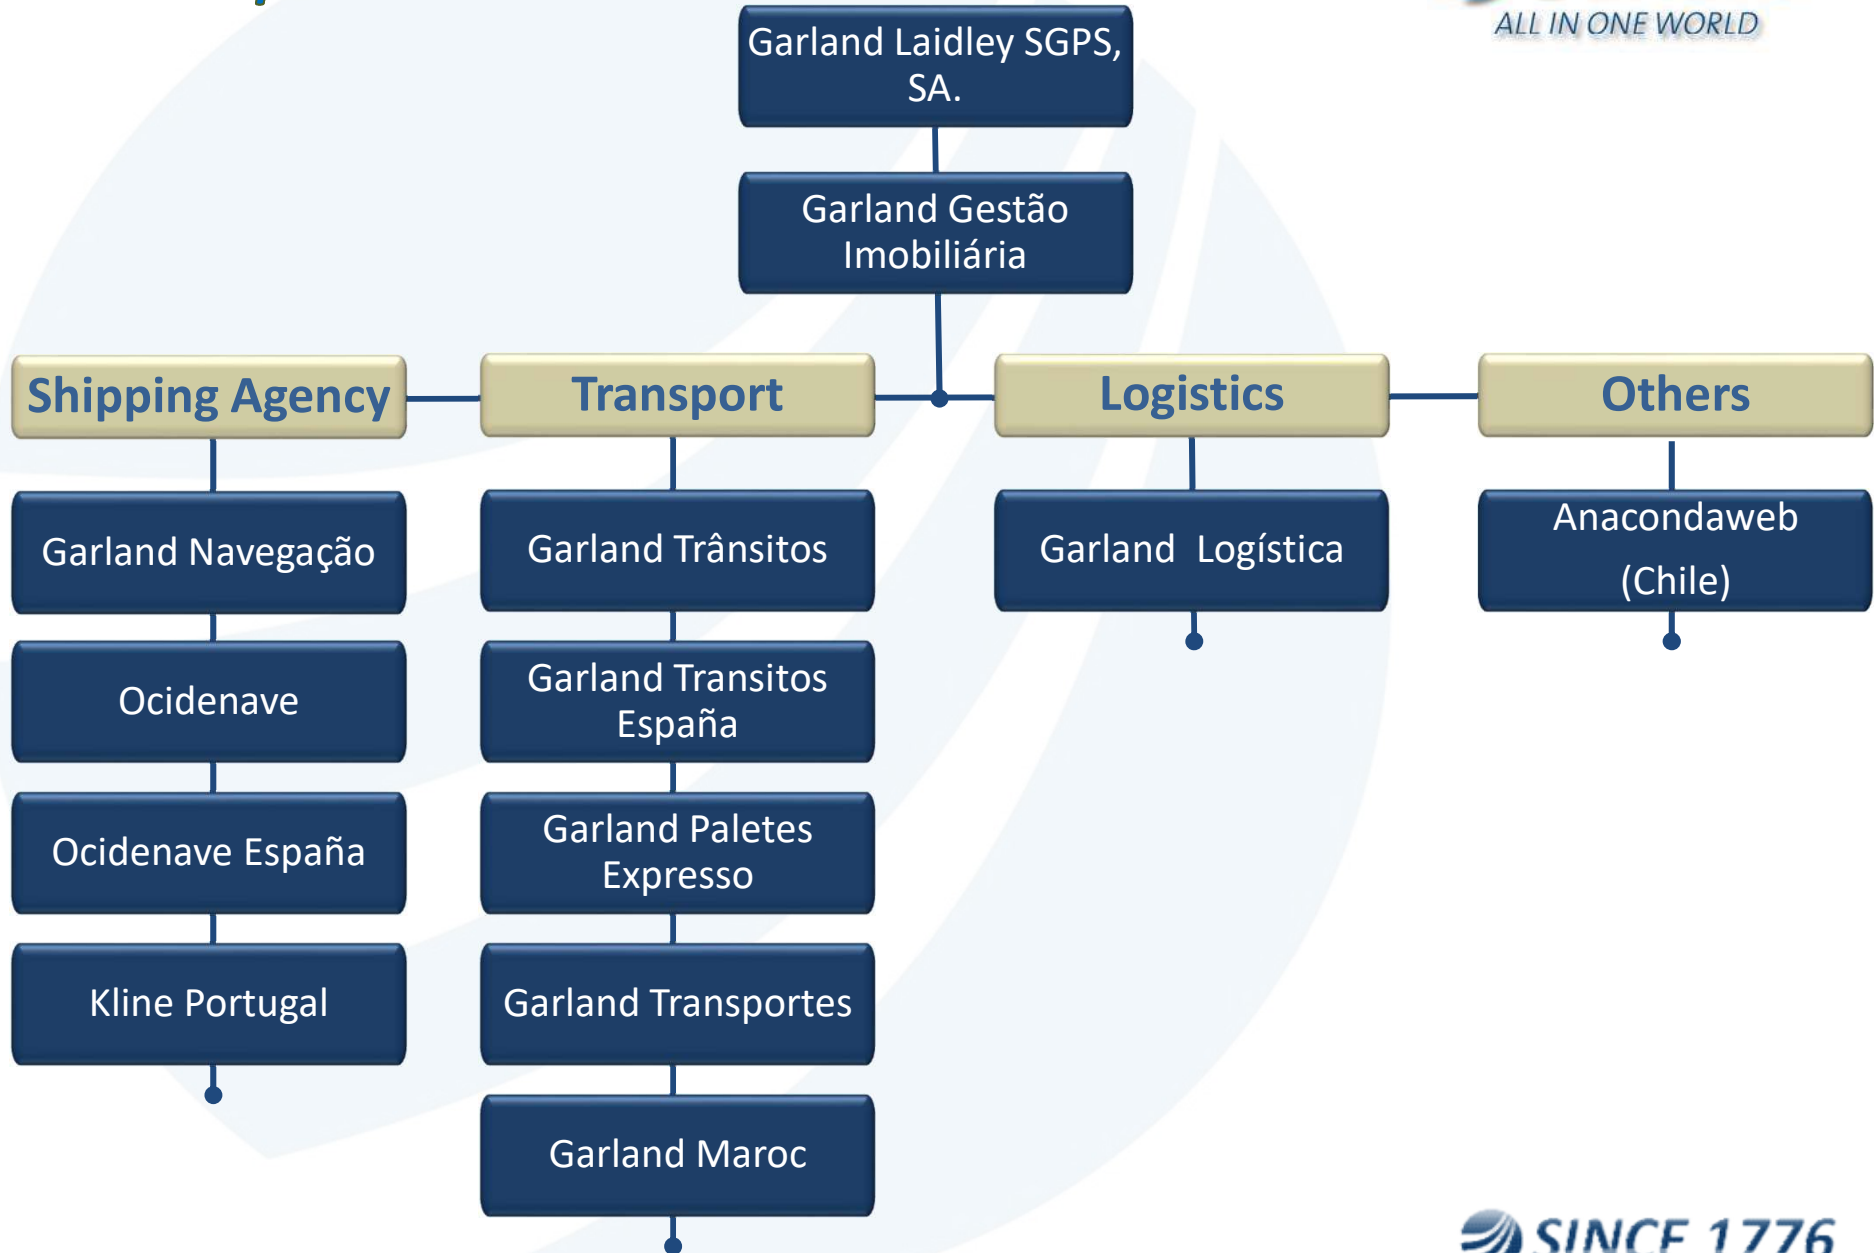 ALL IN ONE WORLD
Garland Laidley SGPS,
SA.
Garland Gestão
Imobiliária
Shipping Agency
Transport
Logistics
Others
Garland Navegação
Ocidenave
Ocidenave España
Kline Portugal
Garland Trânsitos
Garland Transitos
España
Garland Paletes
Expresso
Garland Transportes
Garland Maroc
Garland  Logística
Anacondaweb
(Chile)
SINCE 1776